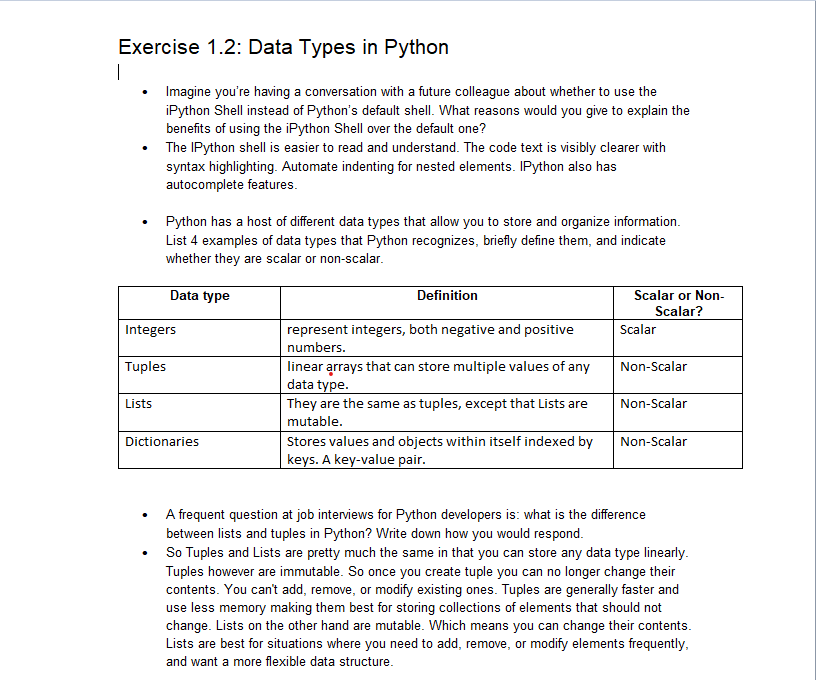 Exercise 1.2: Data Types in Python
• Imagine you're having a conversation with a future colleague about whether to use the
iPython Shell instead of Python's default shell. What reasons would you give to explain the
benefits of using the iPython Shell over the default one?
• The IPython shell is easier to read and understand. The code text is visibly clearer with
syntax highlighting. Automate indenting for nested elements. IPython also has
autocomplete features.
• Python has a host of different data types that allow you to store and organize information.
List 4 examples of data types that Python recognizes, briefly define them, and indicate
whether they are scalar or non-scalar.
Data type Definition Scalar or Non-
Scalar?
Integers represent integers, both negative and positive Scalar
numbers.
Tuples linear arrays that can store multiple values of any Non-Scalar
data type.
Lists They are the same as tuples, except that Lists are Non-Scalar
mutable.
Dictionaries Stores values and objects within itself indexed by Non-Scalar
keys. A key-value pair.
• A frequent question at job interviews for Python developers is: what is the difference
between lists and tuples in Python? Write down how you would respond.
• So Tuples and Lists are pretty much the same in that you can store any data type linearly.
Tuples however are immutable. So once you create tuple you can no longer change their
contents. You can't add, remove, or modify existing ones. Tuples are generally faster and
use less memory making them best for storing collections of elements that should not
change. Lists on the other hand are mutable. Which means you can change their contents.
Lists are best for situations where you need to add, remove, or modify elements frequently,
and want a more flexible data structure.